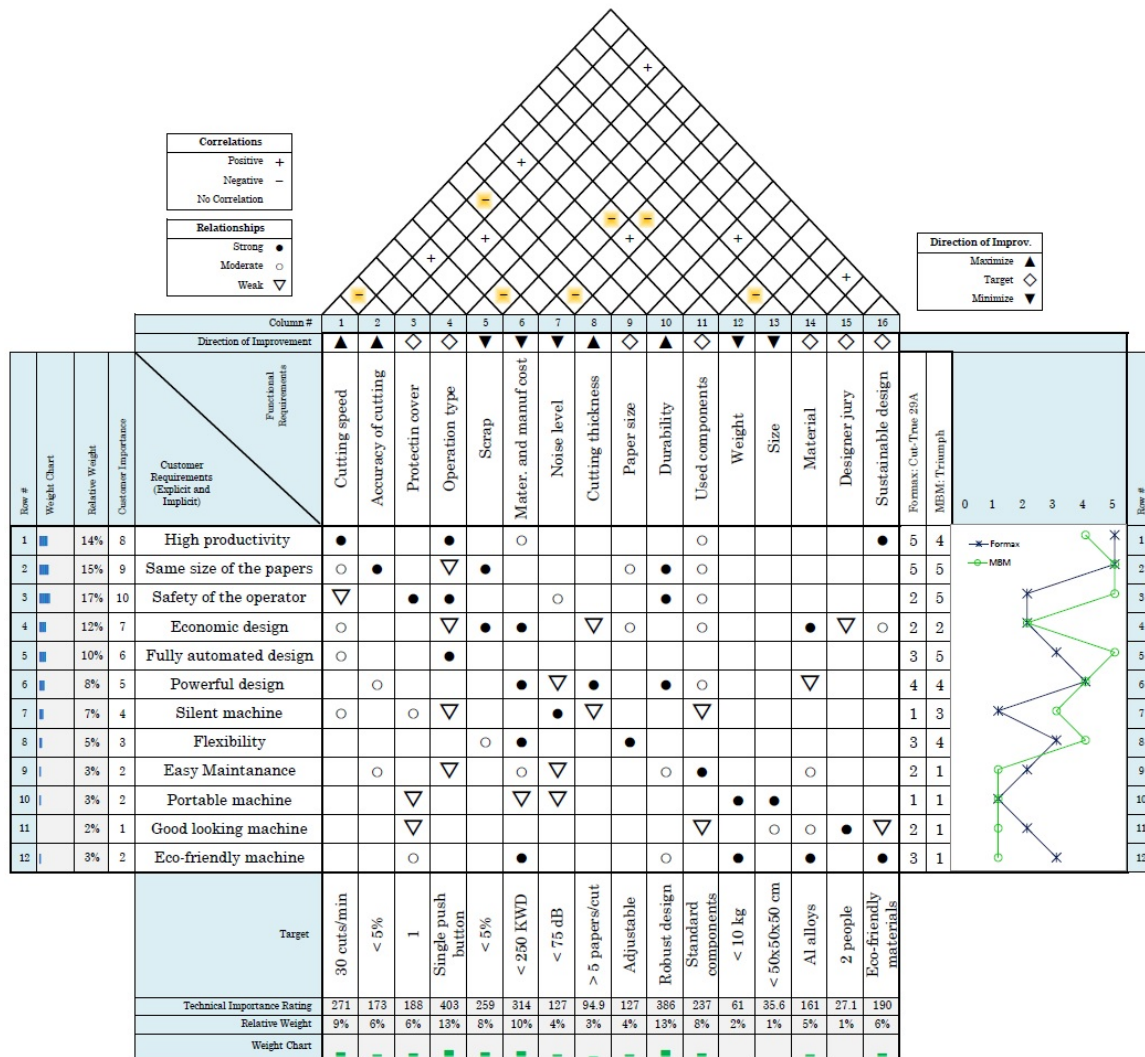 Correlations
Positive +
Negative −
No Correlation
Relationships
Strong ●
Moderate ○
Weak ▽
Direction of Improv.
Maximize ▲
Target ◇
Minimize ▼
Column # 1 2 3 4 5 6 7 8 9 10 11 12 13 14 15 16
Direction of Improvement ▲ ▲ ◇ ◇ ▼ ▼ ▼ ▲ ◇ ▲ ◇ ▼ ▼ ◇ ◇ ◇
Row #
Weight Chart
Relative Weight
Customer Importance
Customer
Requirements
(Explicit and
Implicit)
Functional
Requirements
Cutting speed
Accuracy of cutting
Protectin cover
Operation type
Scrap
Mater. and manuf cost
Noise level
Cutting thickness
Paper size
Durability
Used components
Weight
Size
Material
Designer jury
Sustainable design
Formax: Cut-True 29A
MBM: Triumph
0 1 2 3 4 5
Row #
Formax
MBM
1 14% 8 High productivity ● ● ○ ○ ● 5 4 1
2 15% 9 Same size of the papers ○ ● ▽ ● ○ ● ○ 5 5 2
3 17% 10 Safety of the operator ▽ ● ● ○ ● ○ 2 5 3
4 12% 7 Economic design ○ ▽ ● ● ▽ ○ ○ ● ▽ ○ 2 2 4
5 10% 6 Fully automated design ○ ● 3 5 5
6 8% 5 Powerful design ○ ● ▽ ● ● ○ ▽ 4 4 6
7 7% 4 Silent machine ○ ○ ▽ ● ▽ ▽ 1 3 7
8 5% 3 Flexibility ○ ● ● 3 4 8
9 3% 2 Easy Maintanance ○ ▽ ○ ▽ ○ ● ○ 2 1 9
10 3% 2 Portable machine ▽ ▽ ▽ ● ● 1 1 10
11 2% 1 Good looking machine ▽ ▽ ○ ○ ● ▽ 2 1 11
12 3% 2 Eco-friendly machine ○ ● ○ ● ● ● 3 1 12
Target
30 cuts/min
< 5%
1
Single push
button
< 5%
< 250 KWD
< 75 dB
> 5 papers/cut
Adjustable
Robust design
Standard
components
< 10 kg
< 50x50x50 cm
Al alloys
2 people
Eco-friendly
materials
Technical Importance Rating 271 173 188 403 259 314 127 94.9 127 386 237 61 35.6 161 27.1 190
Relative Weight 9% 6% 6% 13% 8% 10% 4% 3% 4% 13% 8% 2% 1% 5% 1% 6%
Weight Chart